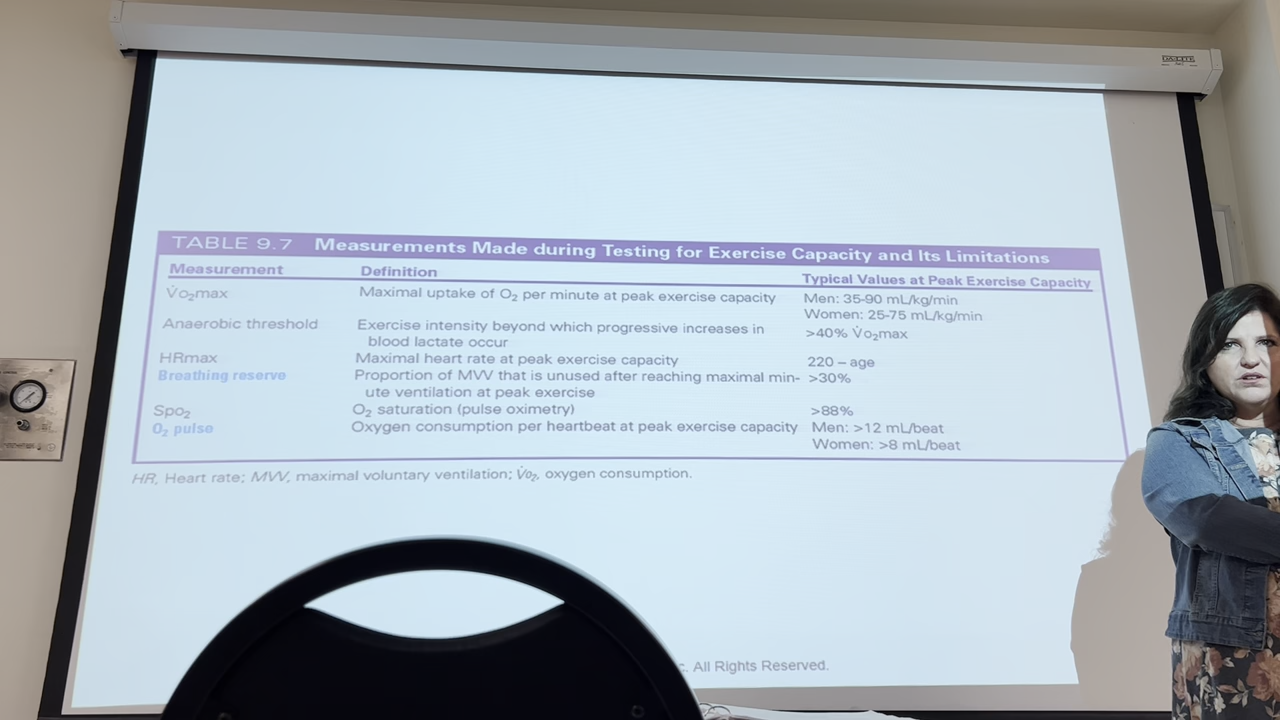 DA-LITE
TABLE 9.7 Measurements Made during Testing for Exercise Capacity and Its Limitations
Measurement Definition Typical Values at Peak Exercise Capacity
V̇o₂max Maximal uptake of O₂ per minute at peak exercise capacity Men: 35-90 mL/kg/min
Women: 25-75 mL/kg/min
Anaerobic threshold Exercise intensity beyond which progressive increases in >40% V̇o₂max
blood lactate occur
HRmax Maximal heart rate at peak exercise capacity 220 – age
Breathing reserve Proportion of MVV that is unused after reaching maximal min- >30%
ute ventilation at peak exercise
Spo₂ O₂ saturation (pulse oximetry) >88%
O₂ pulse Oxygen consumption per heartbeat at peak exercise capacity Men: >12 mL/beat
Women: >8 mL/beat
HR, Heart rate; MVV, maximal voluntary ventilation; V̇o₂, oxygen consumption.
c. All Rights Reserved.